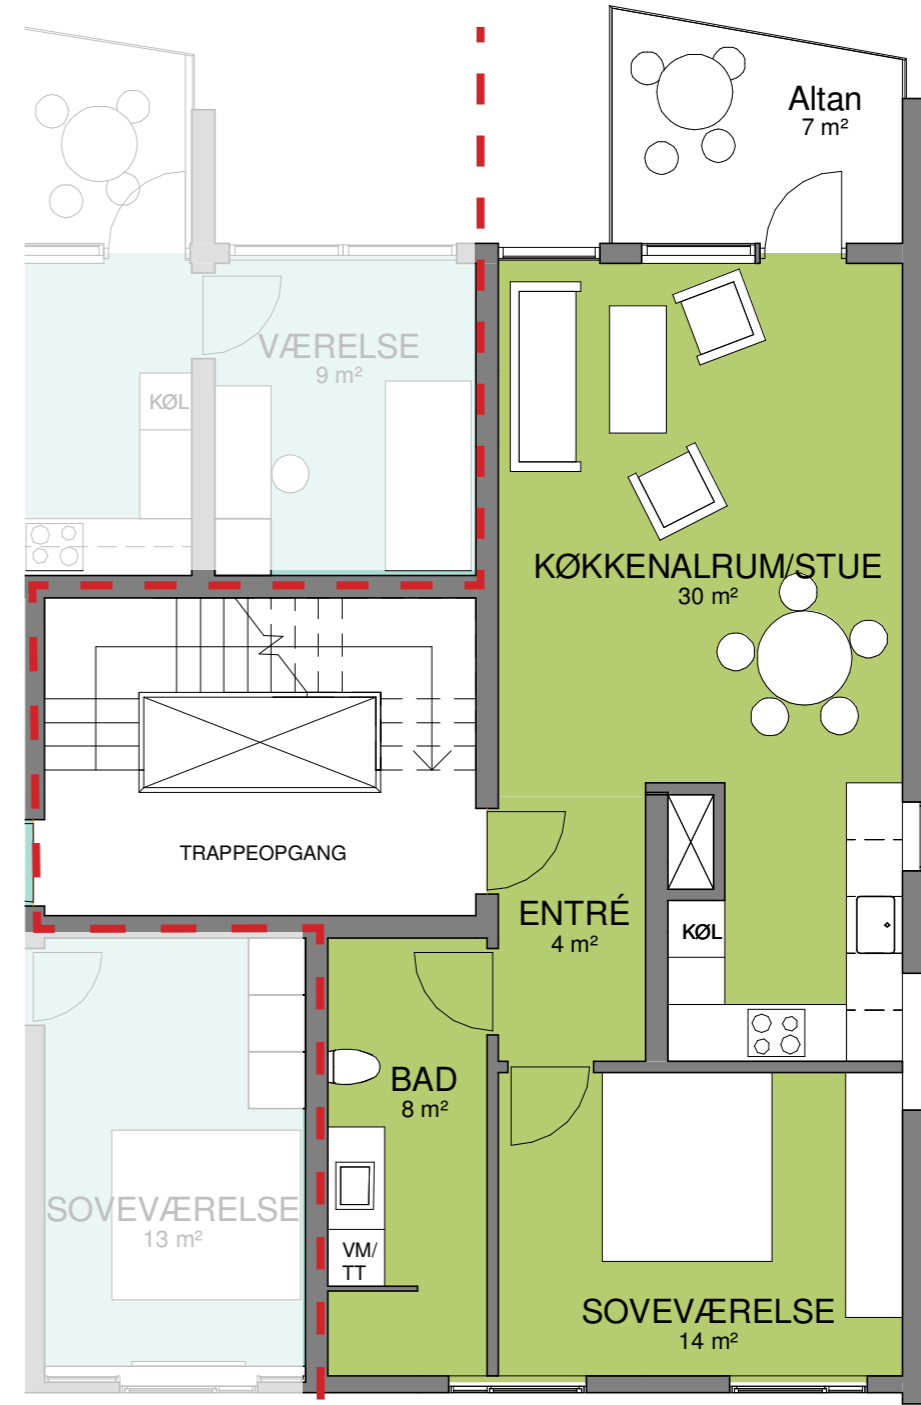 Altan
7 m²
VÆRELSE
9 m²
KØL
KØKKENALRUM/STUE
30 m²
TRAPPEOPGANG
ENTRÉ
4 m²
KØL
BAD
8 m²
SOVEVÆRELSE
13 m²
VM/
TT
SOVEVÆRELSE
14 m²